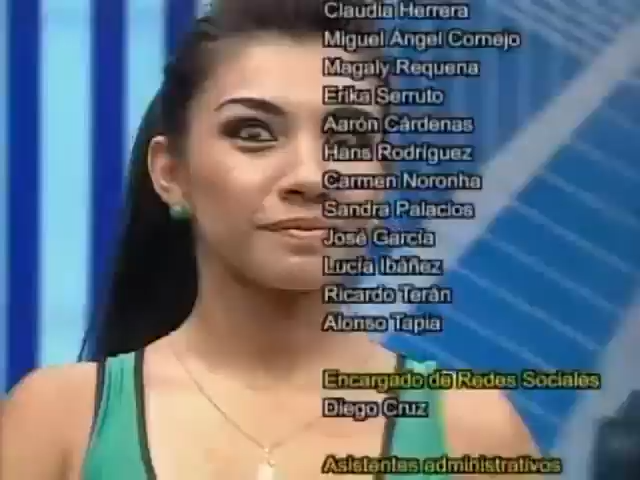 Claudia Herrera
Miguel Ángel Cornejo
Magaly Requena
Erika Serruto
Aarón Cárdenas
Hans Rodríguez
Carmen Noronha
Sandra Palacios
José García
Lucía Ibáñez
Ricardo Terán
Alonso Tapia
Encargado de Redes Sociales
Diego Cruz
Asistentes administrativos